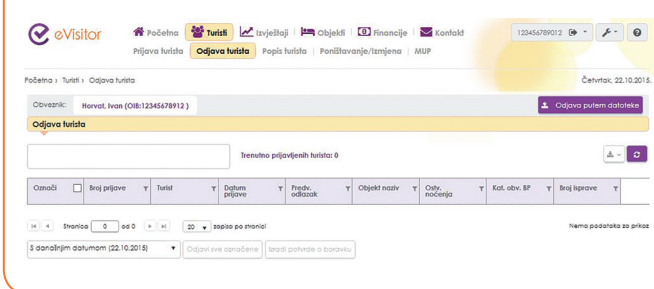 eVisitor
Početna Turisti Izvještaji Objekti Financije Kontakt
123456789012
Prijava turista Odjava turista Popis turista Poništavanje/Izmjena MUP
Početna › Turisti › Odjava turista
Četvrtak, 22.10.2015.
Obveznik: Horvat, Ivan (OIB:12345678912 )
Odjava putem datoteke
Odjava turista
Trenutno prijavljenih turista: 0
Označi Broj prijave Turist Datum prijave Predv. odlazak Objekt naziv Ostv. noćenja Kat. obv. BP Broj isprave
Stranica 0 od 0 20 zapisa po stranici
Nema podataka za prikaz
S današnjim datumom (22.10.2015) Odjavi sve označene Izradi potvrde o boravku